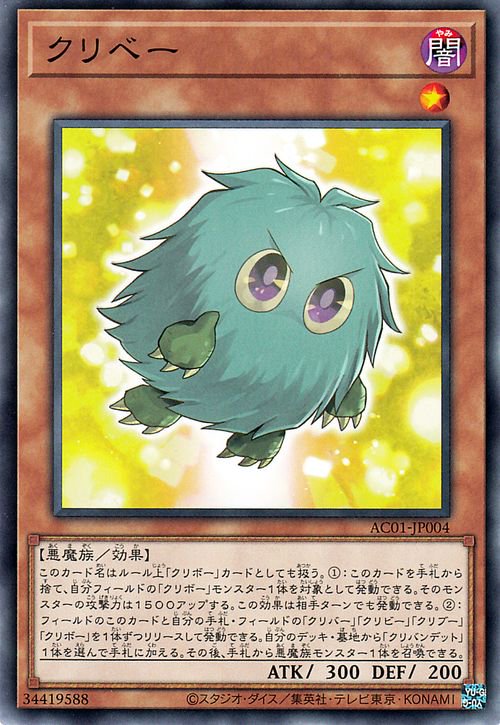 クリベー
やみ
闇
AC01-JP004
【悪魔族／効果】
このカード名はルール上「クリボー」カードとしても扱う。①：このカードを手札から
捨て、自分フィールドの「クリボー」モンスター１体を対象として発動できる。そのモン
スターの攻撃力は１５００アップする。この効果は相手ターンでも発動できる。②：
フィールドのこのカードと自分の手札・フィールドの「クリバー」「クリビー」「クリブー」
「クリボー」を１体ずつリリースして発動できる。自分のデッキ・墓地から「クリバンデット」
１体を選んで手札に加える。その後、手札から悪魔族モンスター１体を召喚できる。
ATK/ 300 DEF/ 200
34419588
©スタジオ・ダイス／集英社・テレビ東京・KONAMI